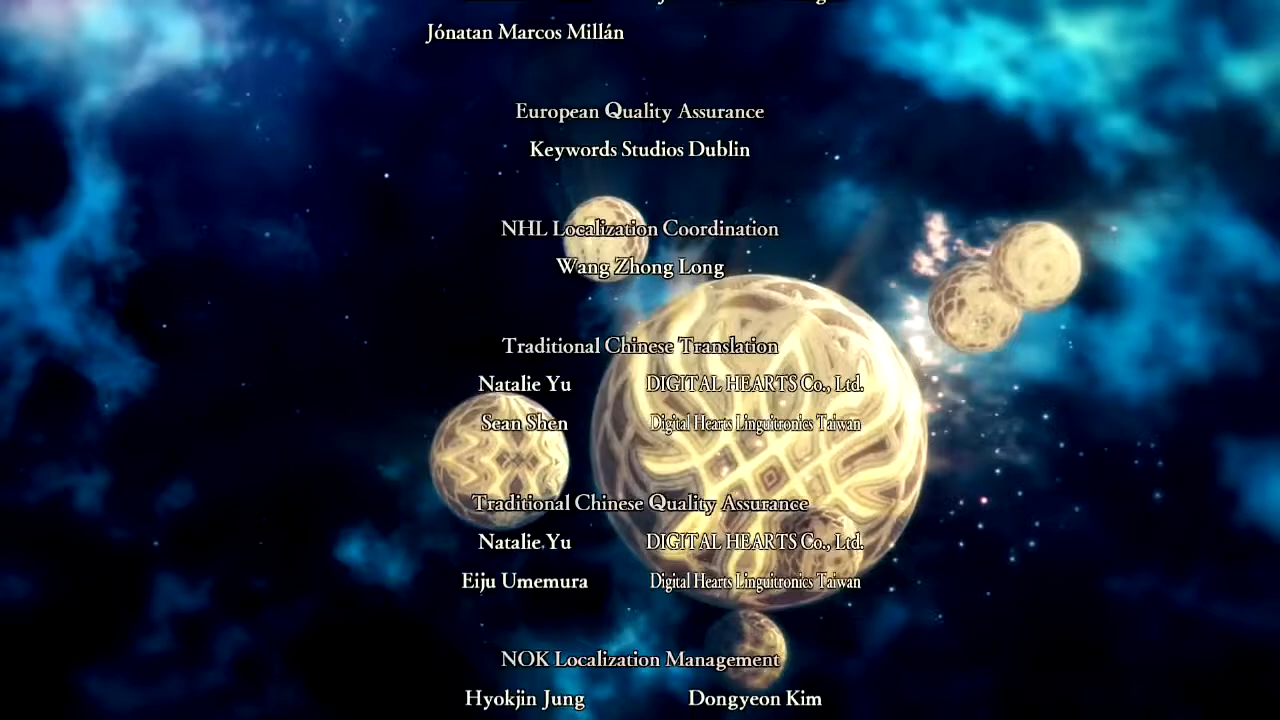 Jónatan Marcos Millán
European Quality Assurance
Keywords Studios Dublin
NHL Localization Coordination
Wang Zhong Long
Traditional Chinese Translation
Natalie Yu DIGITAL HEARTS Co., Ltd.
Sean Shen Digital Hearts Linguitronics Taiwan
Traditional Chinese Quality Assurance
Natalie Yu DIGITAL HEARTS Co., Ltd.
Eiju Umemura Digital Hearts Linguitronics Taiwan
NOK Localization Management
Hyokjin Jung Dongyeon Kim